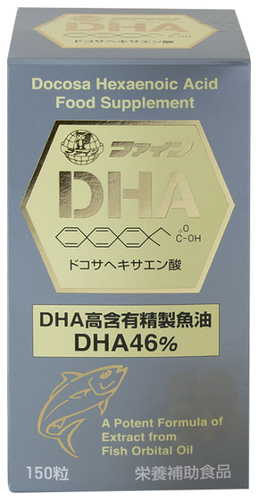 DHA
Docosa Hexaenoic Acid
Food Supplement
ファイン
DHA
O
C-OH
ドコサヘキサエン酸
DHA高含有精製魚油
DHA46%
A Potent Formula of
Extract from
Fish Orbital Oil
150粒
栄養補助食品